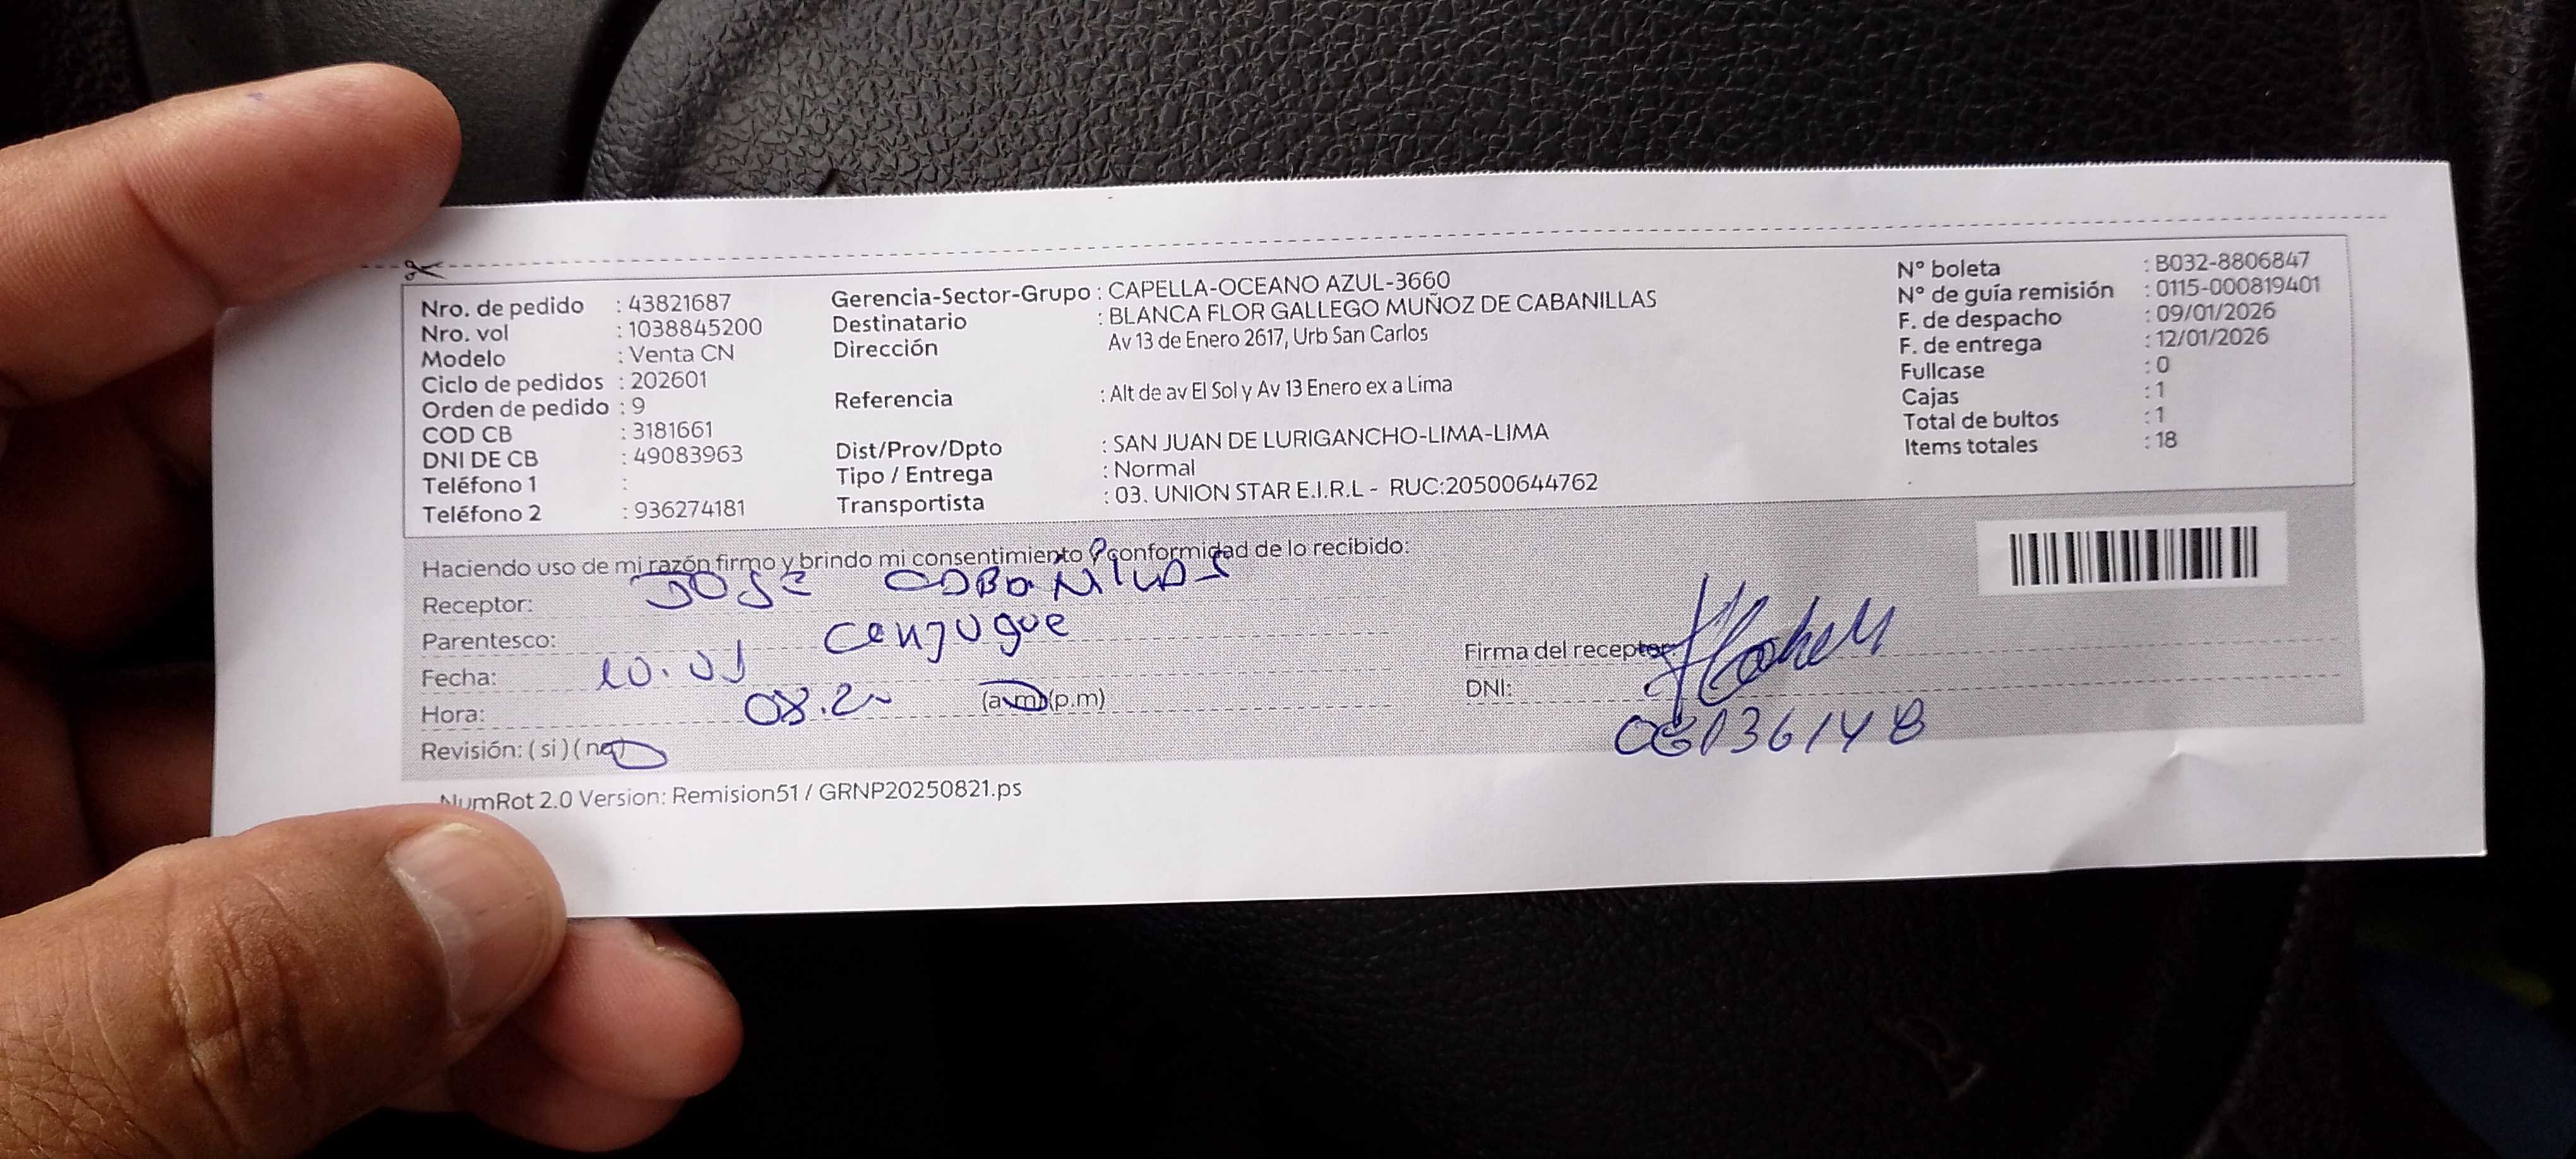 Nro. de pedido : 43821687
Nro. vol : 1038845200
Modelo : Venta CN
Ciclo de pedidos : 202601
Orden de pedido : 9
COD CB : 3181661
DNI DE CB : 49083963
Teléfono 1 :
Teléfono 2 : 936274181
Gerencia-Sector-Grupo : CAPELLA-OCEANO AZUL-3660
Destinatario : BLANCA FLOR GALLEGO MUÑOZ DE CABANILLAS
Dirección Av 13 de Enero 2617, Urb San Carlos
Referencia : Alt de av El Sol y Av 13 Enero ex a Lima
Dist/Prov/Dpto : SAN JUAN DE LURIGANCHO-LIMA-LIMA
Tipo / Entrega : Normal
Transportista : 03. UNION STAR E.I.R.L - RUC:20500644762
N° boleta : B032-8806847
N° de guía remisión : 0115-000819401
F. de despacho : 09/01/2026
F. de entrega : 12/01/2026
Fullcase : 0
Cajas : 1
Total de bultos : 1
Items totales : 18
Haciendo uso de mi razón firmo y brindo mi consentimiento y conformidad de lo recibido:
Receptor: JOSE
Parentesco: Conjugue
Fecha: 10.01
Hora: 08.2 (a.m) (p.m)
Revisión: ( si ) ( no )
Firma del receptor:
DNI:
NumRot 2.0 Version: Remision51 / GRNP20250821.ps